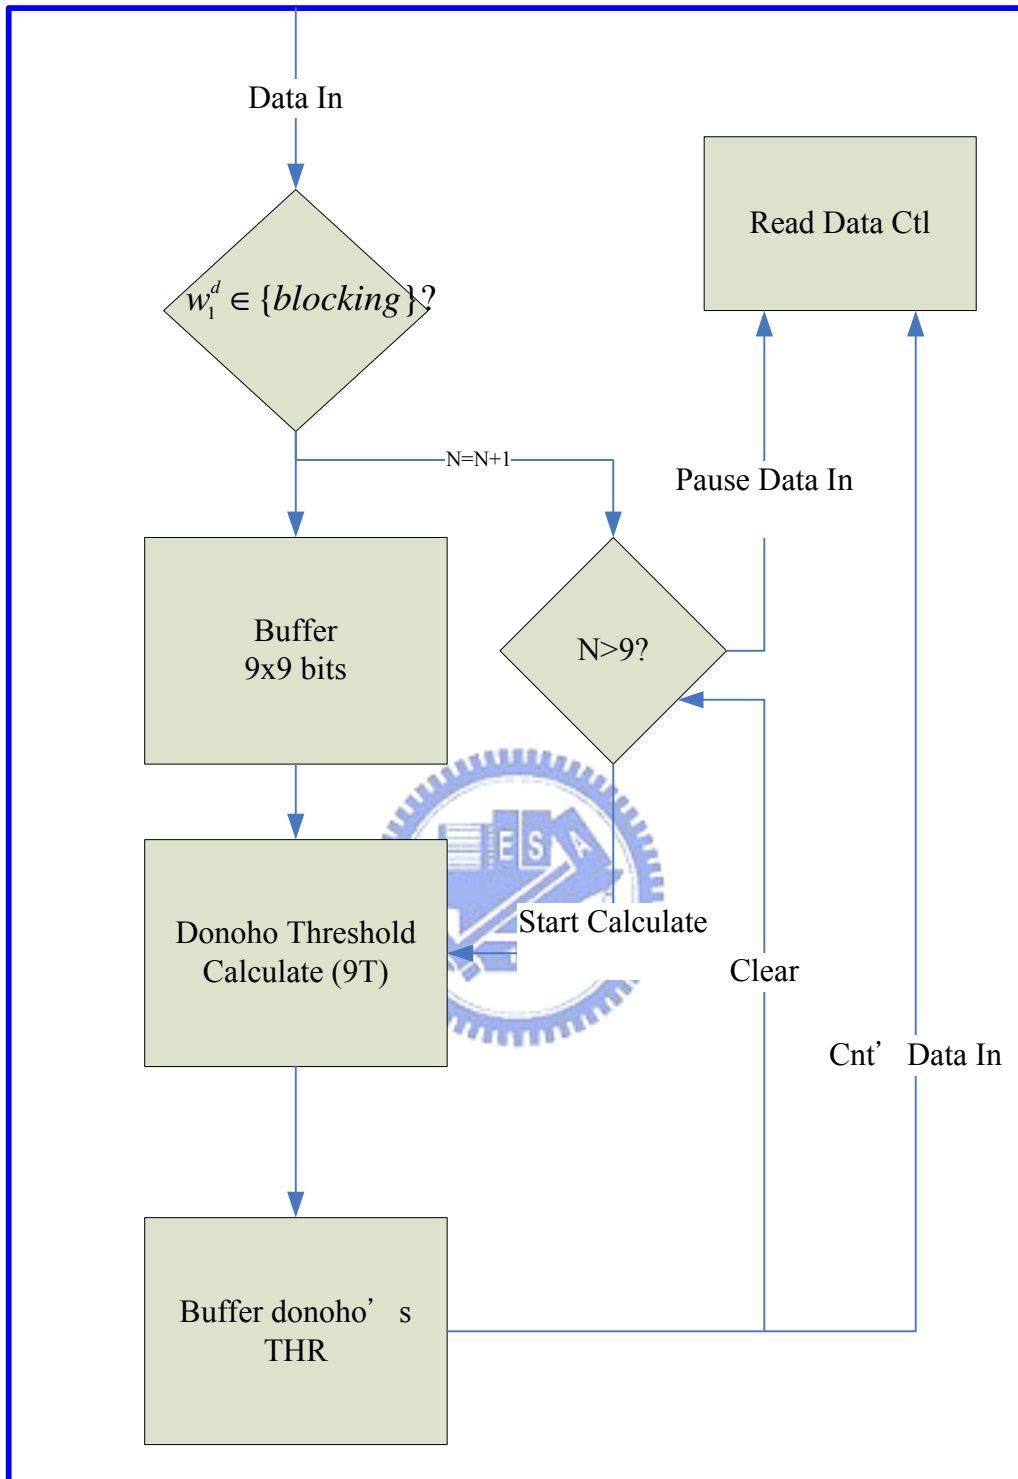 Data In
Read Data Ctl
w₁ᵈ ∈ {blocking}?
N=N+1
Pause Data In
Buffer
9x9 bits
N>9?
E S A
Start Calculate
Donoho Threshold
Calculate (9T)
Clear
Cnt’ Data In
Buffer donoho’ s
THR